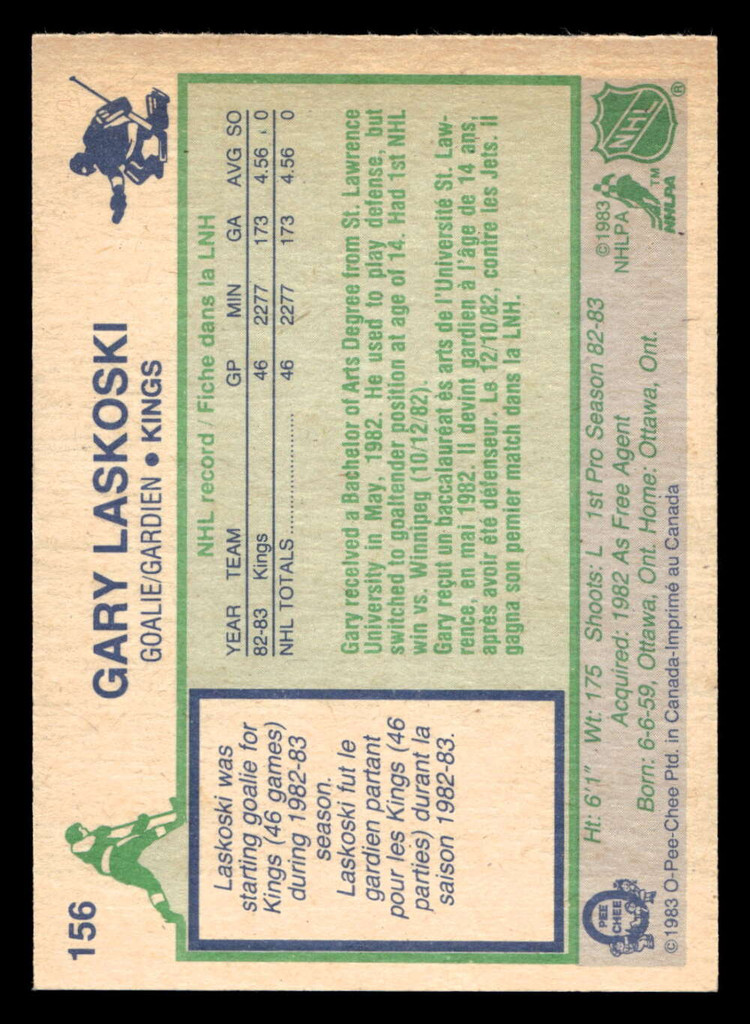 156
GARY LASKOSKI
GOALIE/GARDIEN • KINGS
Laskoski was
starting goalie for
Kings (46 games)
during 1982-83
season.
Laskoski fut le
gardien partant
pour les Kings (46
parties) durant la
saison 1982-83.
NHL record / Fiche dans la LNH
YEAR TEAM GP MIN GA AVG SO
82-83 Kings 46 2277 173 4.56 0
NHL TOTALS .................... 46 2277 173 4.56 0
Gary received a Bachelor of Arts Degree from St. Lawrence
University in May, 1982. He used to play defense, but
switched to goaltender position at age of 14. Had 1st NHL
win vs. Winnipeg (10/12/82).
Gary reçut un baccalauréat ès arts de l'Université St. Law-
rence, en mai 1982. Il devint gardien à l'âge de 14 ans,
après avoir été défenseur. Le 12/10/82, contre les Jets, il
gagna son pemier match dans la LNH.
Ht: 6'1" Wt: 175 Shoots: L 1st Pro Season 82-83
Acquired: 1982 As Free Agent
Born: 6-6-59, Ottawa, Ont. Home: Ottawa, Ont.
© 1983 O-Pee-Chee Ptd. in Canada-Imprimé au Canada
O PEE CHEE
© 1983
NHLPA
NHLPA TM
NHL ®